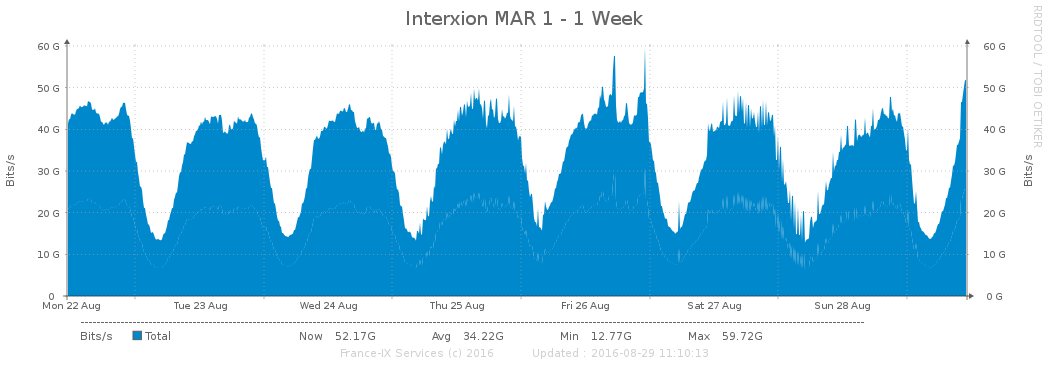 Interxion MAR 1 - 1 Week
RRDTOOL / TOBI OETIKER
Bits/s
60 G 60 G
50 G 50 G
40 G 40 G
30 G 30 G
20 G 20 G
10 G 10 G
0 0 G
Bits/s
Mon 22 Aug Tue 23 Aug Wed 24 Aug Thu 25 Aug Fri 26 Aug Sat 27 Aug Sun 28 Aug
Bits/s Total Now 52.17G Avg 34.22G Min 12.77G Max 59.72G
France-IX Services (c) 2016 Updated : 2016-08-29 11:10:13